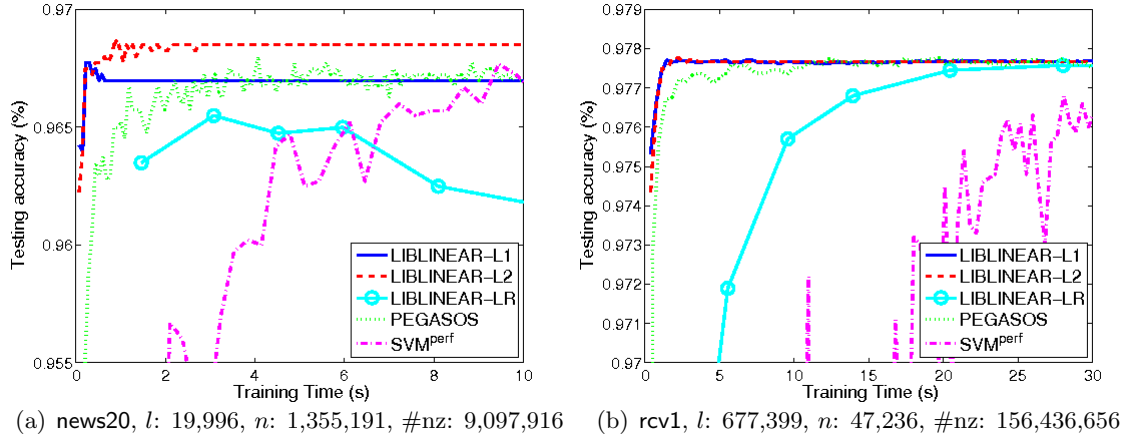 0.97
0.965
0.96
0.955
Testing accuracy (%)
0 2 4 6 8 10
Training Time (s)
LIBLINEAR-L1
LIBLINEAR-L2
LIBLINEAR-LR
PEGASOS
SVMperf
(a) news20, l: 19,996, n: 1,355,191, #nz: 9,097,916
0.979
0.978
0.977
0.976
0.975
0.974
0.973
0.972
0.971
0.97
Testing accuracy (%)
0 5 10 15 20 25 30
Training Time (s)
LIBLINEAR-L1
LIBLINEAR-L2
LIBLINEAR-LR
PEGASOS
SVMperf
(b) rcv1, l: 677,399, n: 47,236, #nz: 156,436,656